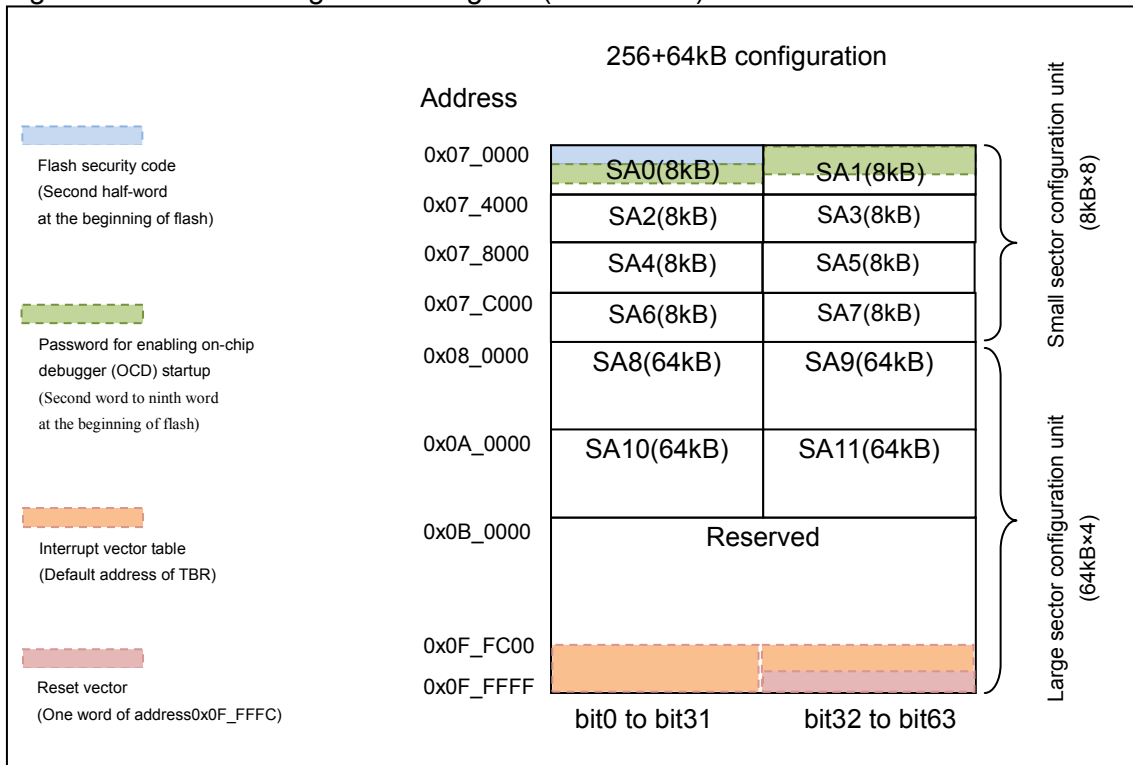 256+64kB configuration
Address
Flash security code
(Second half-word
at the beginning of flash)
Password for enabling on-chip
debugger (OCD) startup
(Second word to ninth word
at the beginning of flash)
Interrupt vector table
(Default address of TBR)
Reset vector
(One word of address0x0F_FFFC)
0x07_0000
SA0(8kB) SA1(8kB)
0x07_4000
SA2(8kB) SA3(8kB)
0x07_8000
SA4(8kB) SA5(8kB)
0x07_C000
SA6(8kB) SA7(8kB)
0x08_0000
SA8(64kB) SA9(64kB)
0x0A_0000
SA10(64kB) SA11(64kB)
0x0B_0000
Reserved
0x0F_FC00
0x0F_FFFF
bit0 to bit31 bit32 to bit63
Small sector configuration unit
(8kB×8)
Large sector configuration unit
(64kB×4)